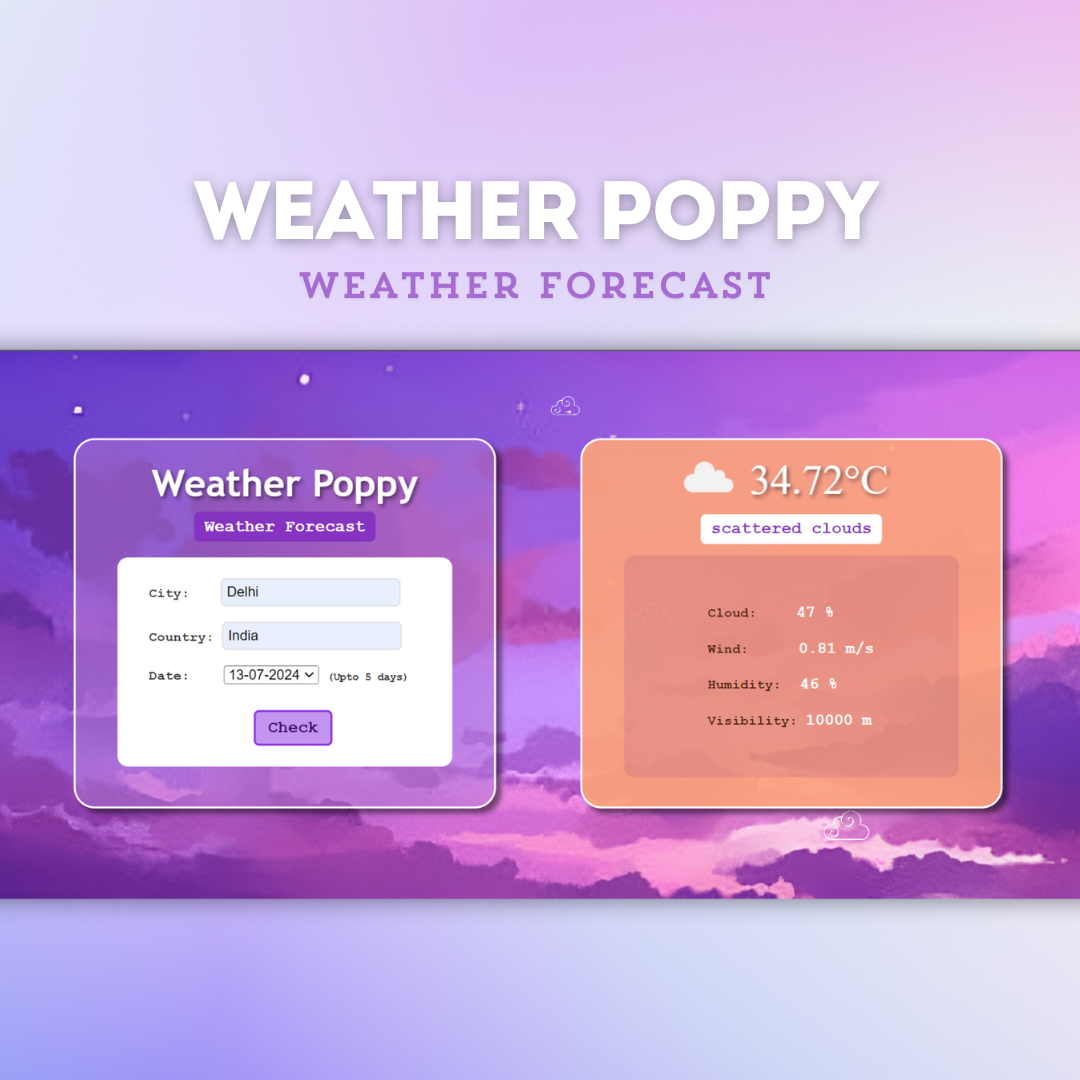 WEATHER POPPY
WEATHER FORECAST
Weather Poppy
Weather Forecast
City: Delhi
Country: India
Date: 13-07-2024 (Upto 5 days)
Check
34.72°C
scattered clouds
Cloud: 47 %
Wind: 0.81 m/s
Humidity: 46 %
Visibility: 10000 m